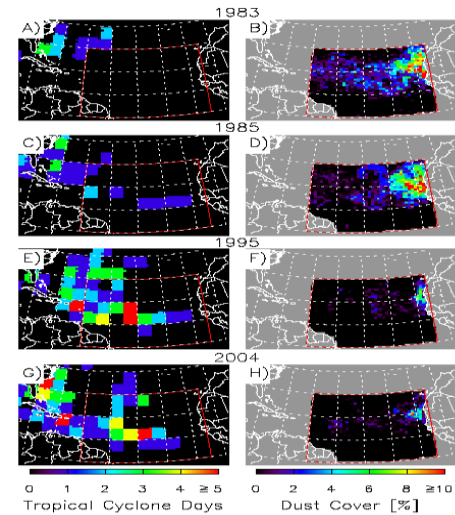 1983
A) B)
1985
C) D)
1995
E) F)
2004
G) H)
0 1 2 3 4 ≥5 0 2 4 6 8 ≥10
Tropical Cyclone Days Dust Cover [%]